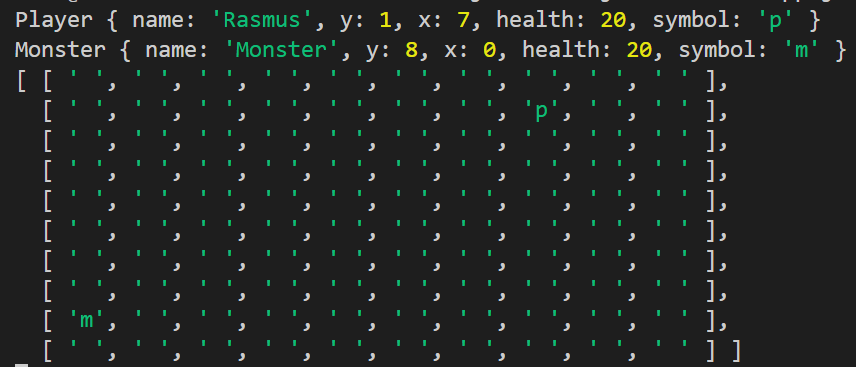 Player { name: 'Rasmus', y: 1, x: 7, health: 20, symbol: 'p' }
Monster { name: 'Monster', y: 8, x: 0, health: 20, symbol: 'm' }
[ [ ' ', ' ', ' ', ' ', ' ', ' ', ' ', ' ', ' ', ' ' ],
  [ ' ', ' ', ' ', ' ', ' ', ' ', ' ', 'p', ' ', ' ' ],
  [ ' ', ' ', ' ', ' ', ' ', ' ', ' ', ' ', ' ', ' ' ],
  [ ' ', ' ', ' ', ' ', ' ', ' ', ' ', ' ', ' ', ' ' ],
  [ ' ', ' ', ' ', ' ', ' ', ' ', ' ', ' ', ' ', ' ' ],
  [ ' ', ' ', ' ', ' ', ' ', ' ', ' ', ' ', ' ', ' ' ],
  [ ' ', ' ', ' ', ' ', ' ', ' ', ' ', ' ', ' ', ' ' ],
  [ ' ', ' ', ' ', ' ', ' ', ' ', ' ', ' ', ' ', ' ' ],
  [ 'm', ' ', ' ', ' ', ' ', ' ', ' ', ' ', ' ', ' ' ],
  [ ' ', ' ', ' ', ' ', ' ', ' ', ' ', ' ', ' ', ' ' ] ]